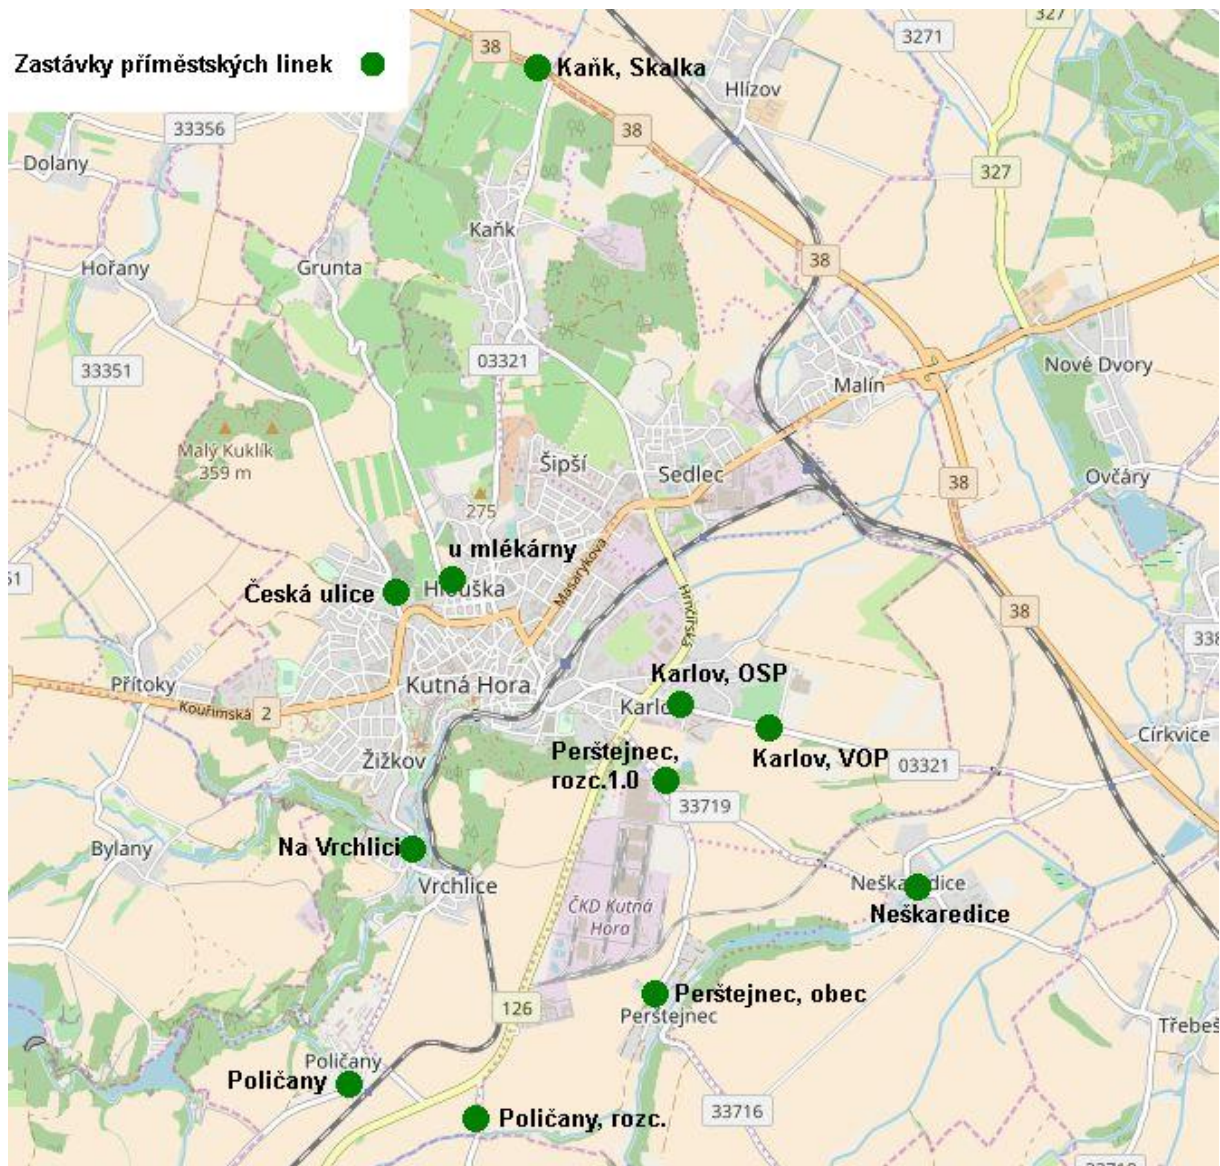 327
38
3271
Zastávky příměstských linek
Kaňk, Skalka
Hlízov
33356
38
Dolany
327
Kaňk
Hořany
Grunta
38
03321
33351
Nové Dvory
Malín
Malý Kuklík
359 m
Šipší
Sedlec
Ovčáry
38
275
u mlékárny
Masarykova
Česká ulice
Hlouška
Hrnčířská
38
Karlov, OSP
Přítoky
Kutná Hora
Karlov
Kouřimská
2
Církvice
Perštejnec,
rozc.1.0
Karlov, VOP
03321
Žižkov
33719
Bylany
Na Vrchlici
Vrchlice
Neškaredice
Neškaredice
ČKD Kutná
Hora
Perštejnec, obec
126
Perštejnec
Poličany
Poličany
Poličany, rozc.
33716